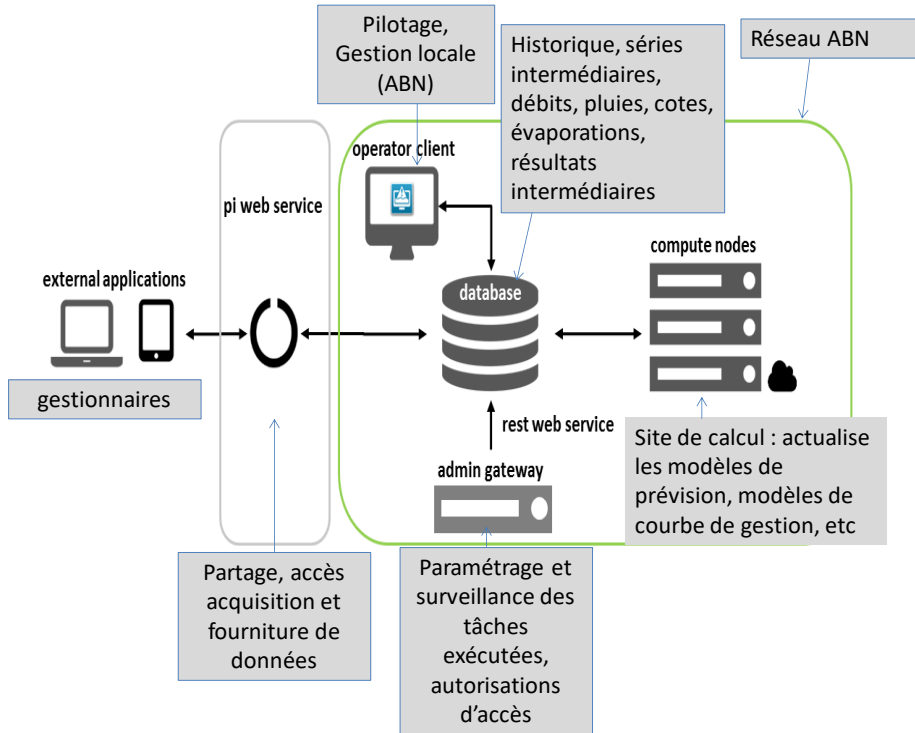 Pilotage,
Gestion locale
(ABN)
Historique, séries
intermédiaires,
débits, pluies, cotes,
évaporations,
résultats
intermédiaires
Réseau ABN
operator client
pi web service
compute nodes
external applications
database
gestionnaires
rest web service
admin gateway
Site de calcul : actualise
les modèles de
prévision, modèles de
courbe de gestion, etc
Partage, accès
acquisition et
fourniture de
données
Paramétrage et
surveillance des
tâches
exécutées,
autorisations
d’accès